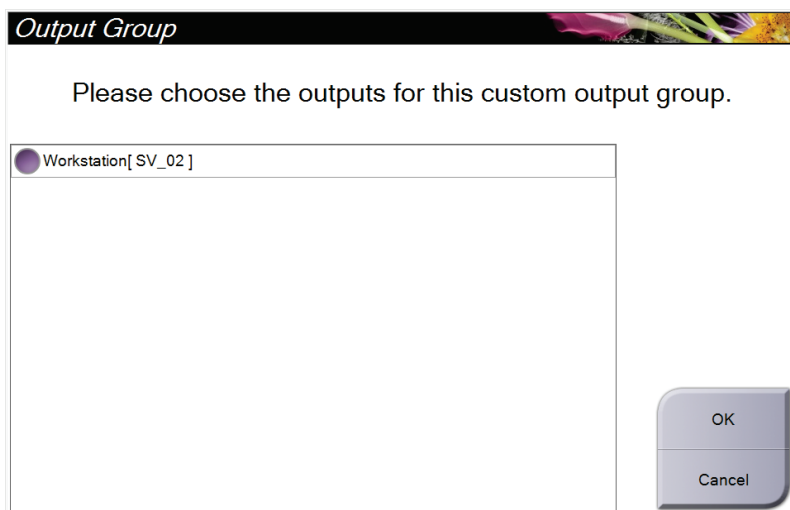 Output Group
Please choose the outputs for this custom output group.
Workstation[ SV_02 ]
OK
Cancel